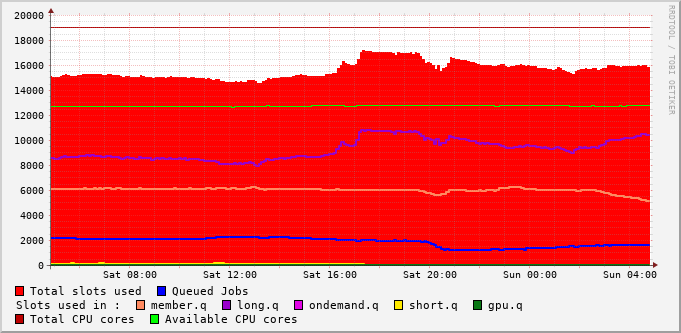 RRDTOOL / TOBI OETIKER
20000
18000
16000
14000
12000
10000
8000
6000
4000
2000
0
Sat 08:00 Sat 12:00 Sat 16:00 Sat 20:00 Sun 00:00 Sun 04:00
Total slots used Queued Jobs
Slots used in : member.q long.q ondemand.q short.q gpu.q
Total CPU cores Available CPU cores